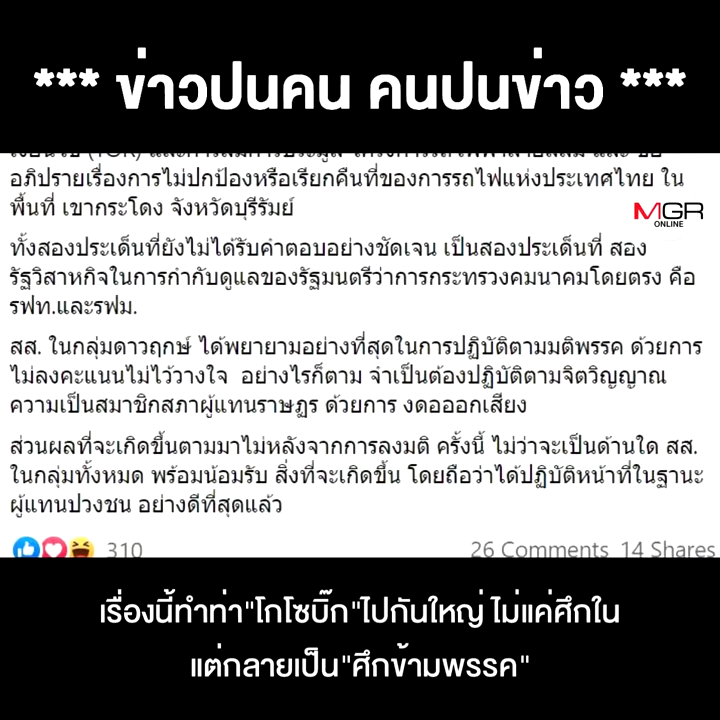 *** ข่าวปนคน คนปนข่าว ***
อภิปรายเรื่องการไม่ปกป้องหรือเรียกคืนที่ของการรถไฟแห่งประเทศไทย ใน
พื้นที่ เขากระโดง จังหวัดบุรีรัมย์
MGR
ONLINE
ทั้งสองประเด็นที่ยังไม่ได้รับคำตอบอย่างชัดเจน เป็นสองประเด็นที่ สอง
รัฐวิสาหกิจในการกำกับดูแลของรัฐมนตรีว่าการกระทรวงคมนาคมโดยตรง คือ
รฟท.และรฟม.
สส. ในกลุ่มดาวฤกษ์ ได้พยายามอย่างที่สุดในการปฏิบัติตามมติพรรค ด้วยการ
ไม่ลงคะแนนไม่ไว้วางใจ อย่างไรก็ตาม จำเป็นต้องปฏิบัติตามจิตวิญญาณ
ความเป็นสมาชิกสภาผู้แทนราษฎร ด้วยการ งดออกเสียง
ส่วนผลที่จะเกิดขึ้นตามมาไม่หลังจากการลงมติ ครั้งนี้ ไม่ว่าจะเป็นด้านใด สส.
ในกลุ่มทั้งหมด พร้อมน้อมรับ สิ่งที่จะเกิดขึ้น โดยถือว่าได้ปฏิบัติหน้าที่ในฐานะ
ผู้แทนปวงชน อย่างดีที่สุดแล้ว
310 26 Comments 14 Shares
เรื่องนี้ทำท่า"โกโซบิ๊ก"ไปกันใหญ่ ไม่แค่ศึกใน
แต่กลายเป็น"ศึกข้ามพรรค"